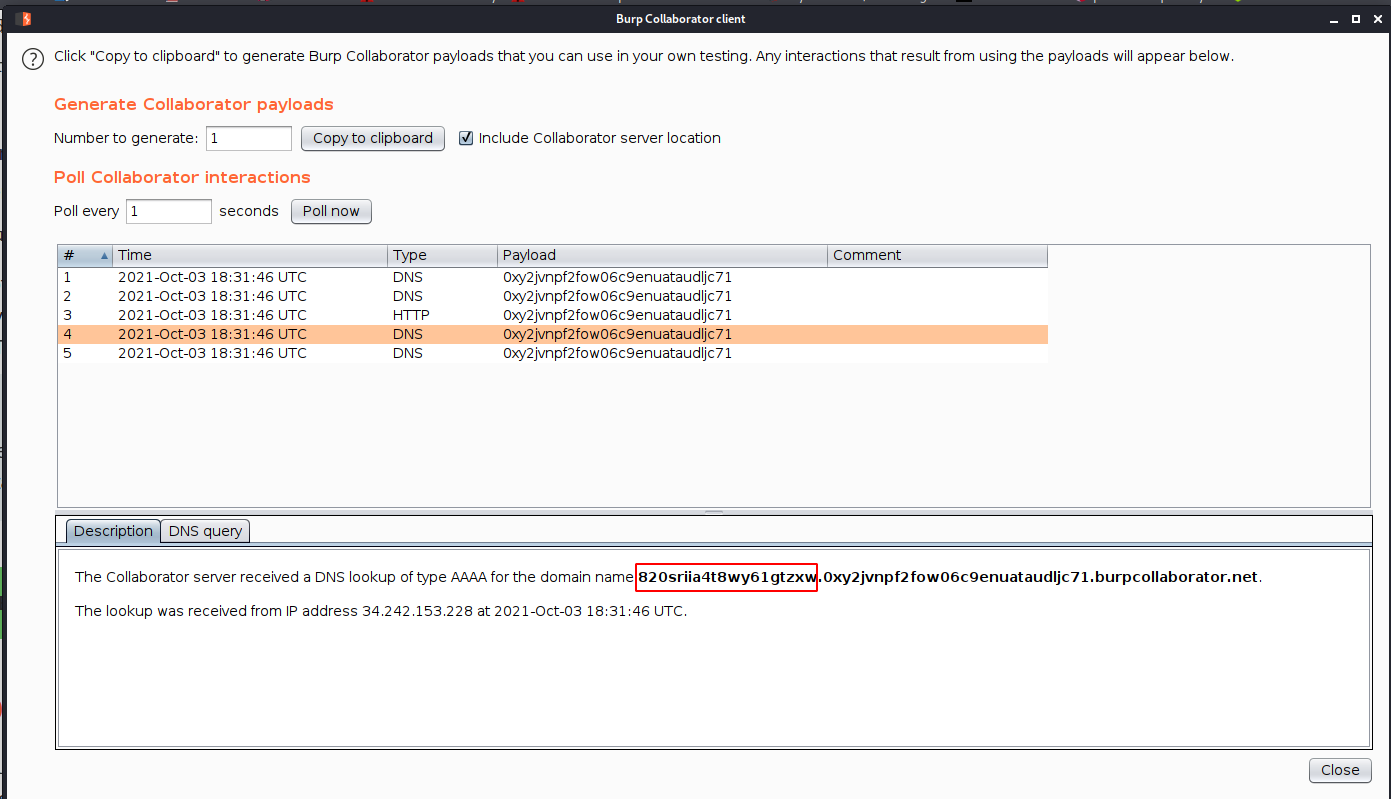 Burp Collaborator client
Click "Copy to clipboard" to generate Burp Collaborator payloads that you can use in your own testing. Any interactions that result from using the payloads will appear below.
Generate Collaborator payloads
Number to generate: 1 Copy to clipboard Include Collaborator server location
Poll Collaborator interactions
Poll every 1 seconds Poll now
# Time Type Payload Comment
1 2021-Oct-03 18:31:46 UTC DNS 0xy2jvnpf2fow06c9enuataudljc71
2 2021-Oct-03 18:31:46 UTC DNS 0xy2jvnpf2fow06c9enuataudljc71
3 2021-Oct-03 18:31:46 UTC HTTP 0xy2jvnpf2fow06c9enuataudljc71
4 2021-Oct-03 18:31:46 UTC DNS 0xy2jvnpf2fow06c9enuataudljc71
5 2021-Oct-03 18:31:46 UTC DNS 0xy2jvnpf2fow06c9enuataudljc71
Description DNS query
The Collaborator server received a DNS lookup of type AAAA for the domain name 820sriia4t8wy61gtzxw.0xy2jvnpf2fow06c9enuataudljc71.burpcollaborator.net.
The lookup was received from IP address 34.242.153.228 at 2021-Oct-03 18:31:46 UTC.
Close